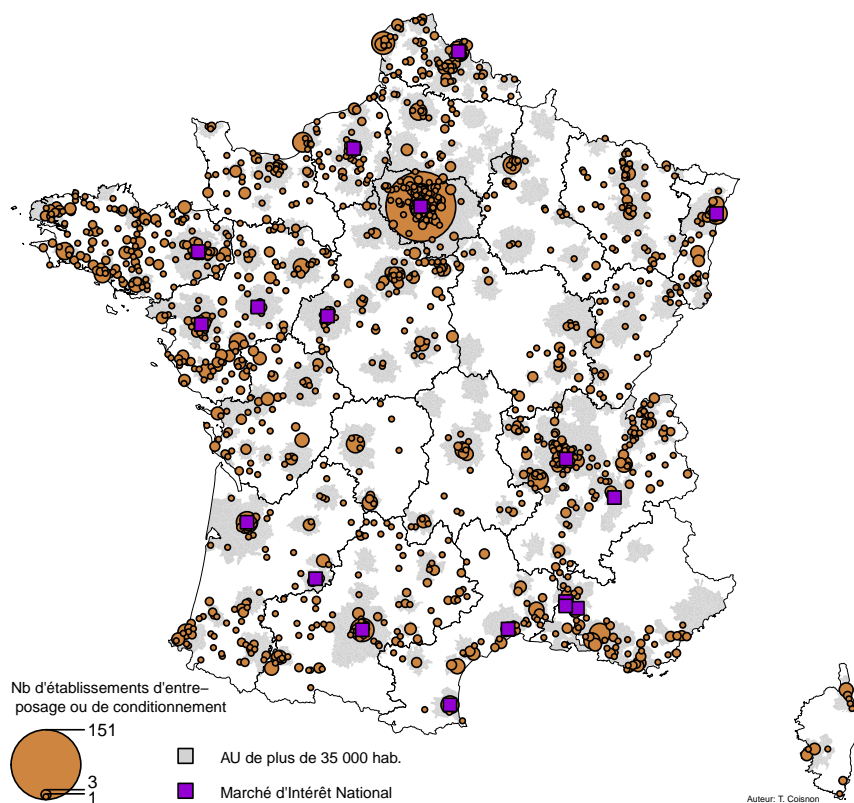 Nb d'établissements d'entre–
posage ou de conditionnement
151
3
1
AU de plus de 35 000 hab.
Marché d'Intérêt National
Auteur: T. Coisnon